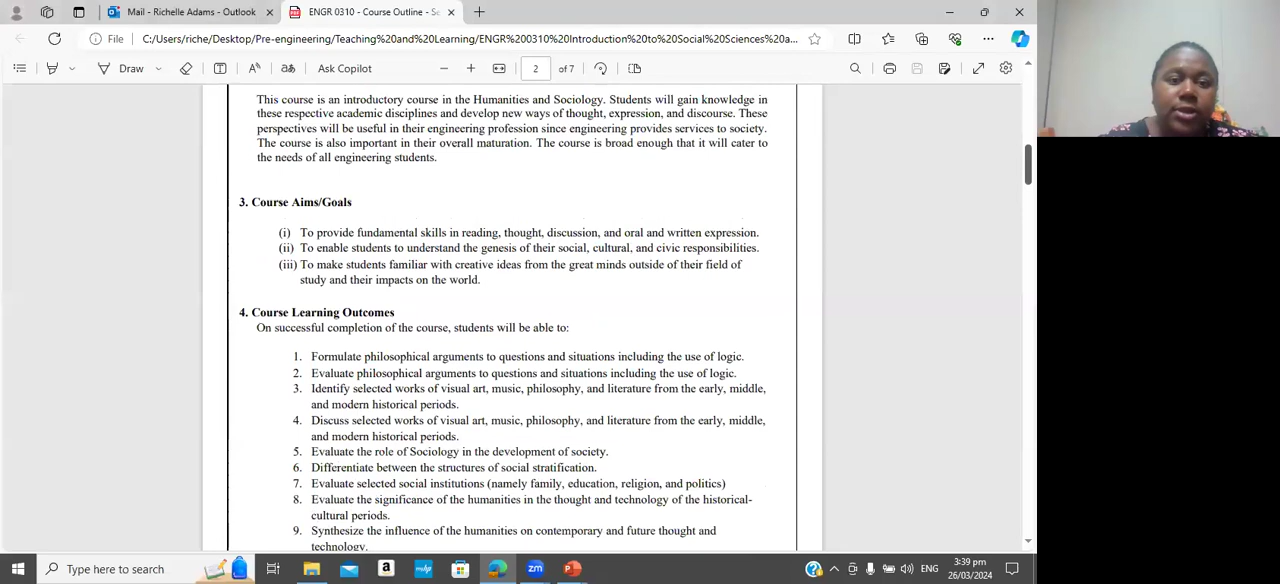 Mail - Richelle Adams - Outlook
ENGR 0310 - Course Outline - Se
File
C:/Users/riche/Desktop/Pre-engineering/Teaching%20and%20Learning/ENGR%200310%20Introduction%20to%20Social%20Sciences%20a...
Draw
Ask Copilot
2
of 7
This course is an introductory course in the Humanities and Sociology. Students will gain knowledge in
these respective academic disciplines and develop new ways of thought, expression, and discourse. These
perspectives will be useful in their engineering profession since engineering provides services to society.
The course is also important in their overall maturation. The course is broad enough that it will cater to
the needs of all engineering students.
3. Course Aims/Goals
(i) To provide fundamental skills in reading, thought, discussion, and oral and written expression.
(ii) To enable students to understand the genesis of their social, cultural, and civic responsibilities.
(iii) To make students familiar with creative ideas from the great minds outside of their field of
study and their impacts on the world.
4. Course Learning Outcomes
On successful completion of the course, students will be able to:
1. Formulate philosophical arguments to questions and situations including the use of logic.
2. Evaluate philosophical arguments to questions and situations including the use of logic.
3. Identify selected works of visual art, music, philosophy, and literature from the early, middle,
and modern historical periods.
4. Discuss selected works of visual art, music, philosophy, and literature from the early, middle,
and modern historical periods.
5. Evaluate the role of Sociology in the development of society.
6. Differentiate between the structures of social stratification.
7. Evaluate selected social institutions (namely family, education, religion, and politics)
8. Evaluate the significance of the humanities in the thought and technology of the historical-
cultural periods.
9. Synthesize the influence of the humanities on contemporary and future thought and
technology.
Type here to search
ENG
3:39 pm
26/03/2024